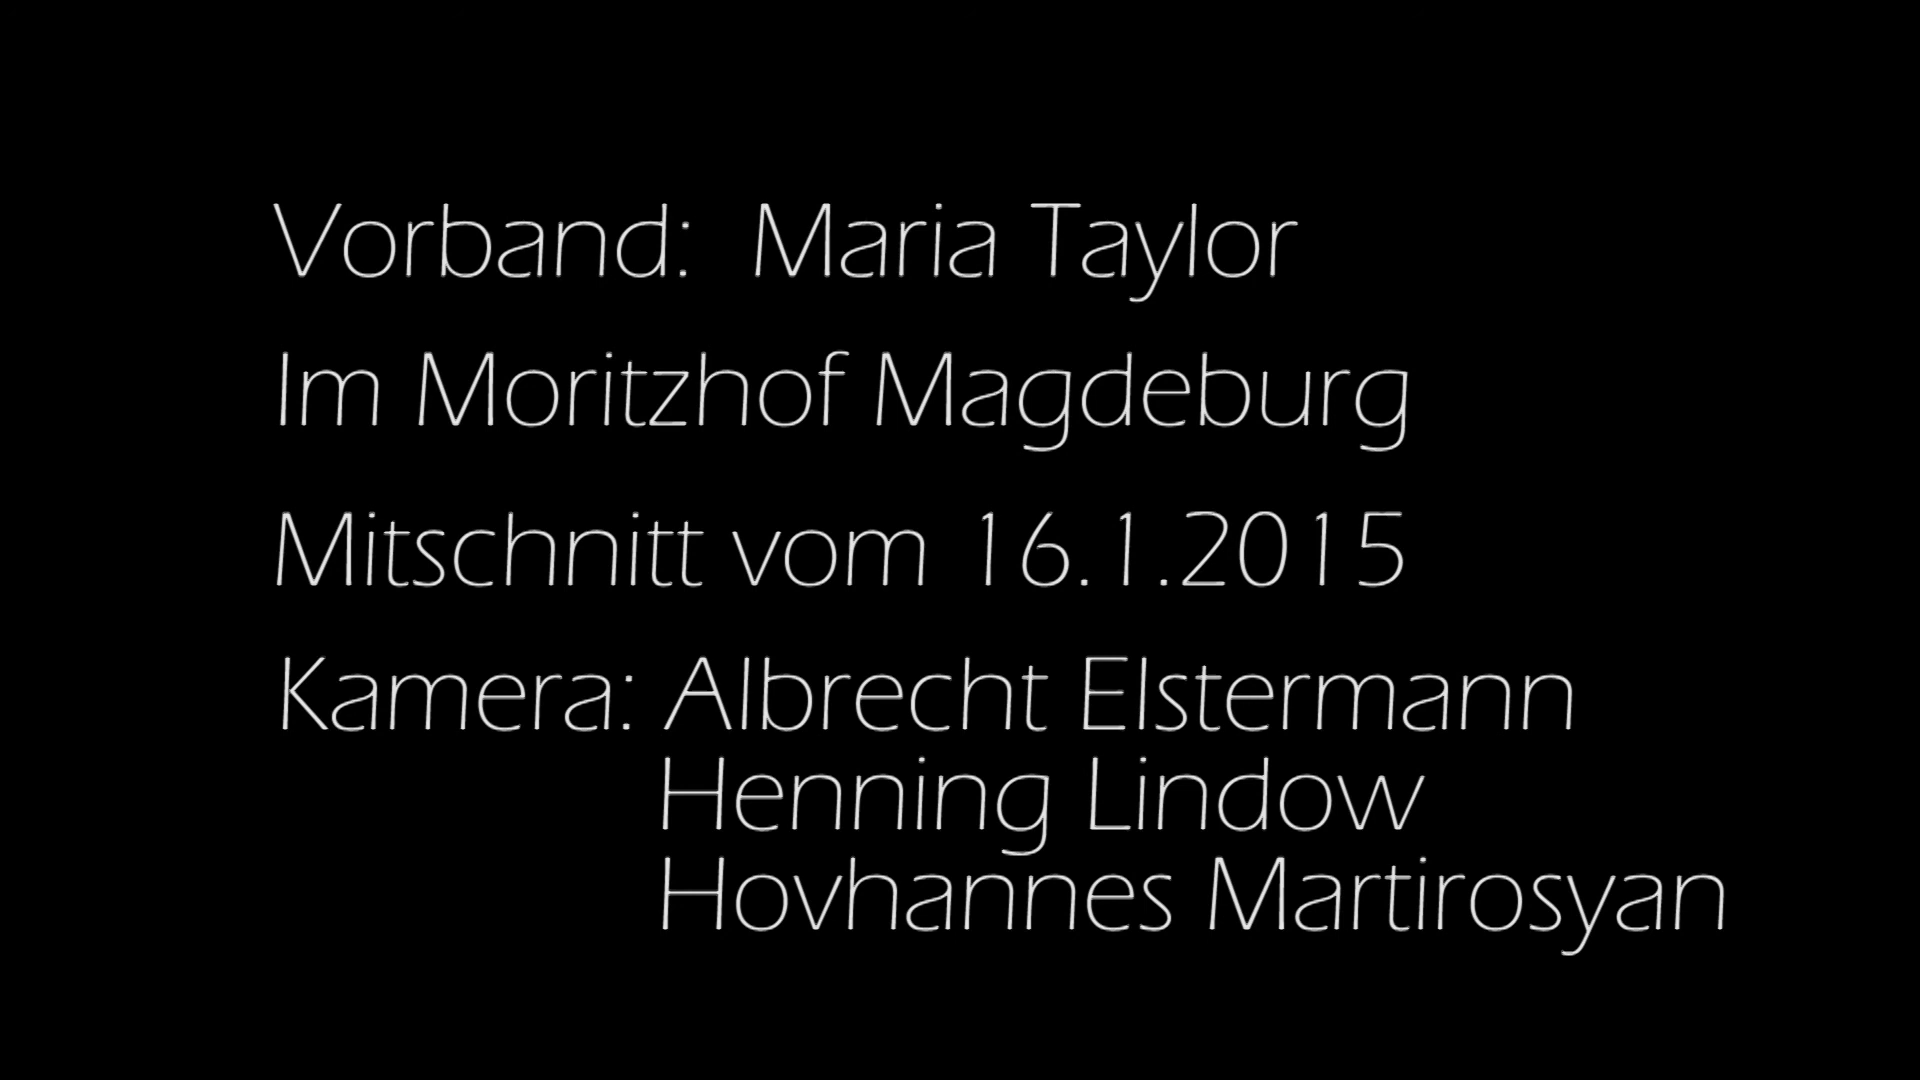 Vorband:  Maria Taylor
Im Moritzhof Magdeburg
Mitschnitt vom 16.1.2015
Kamera: Albrecht Elstermann
Henning Lindow
Hovhannes Martirosyan